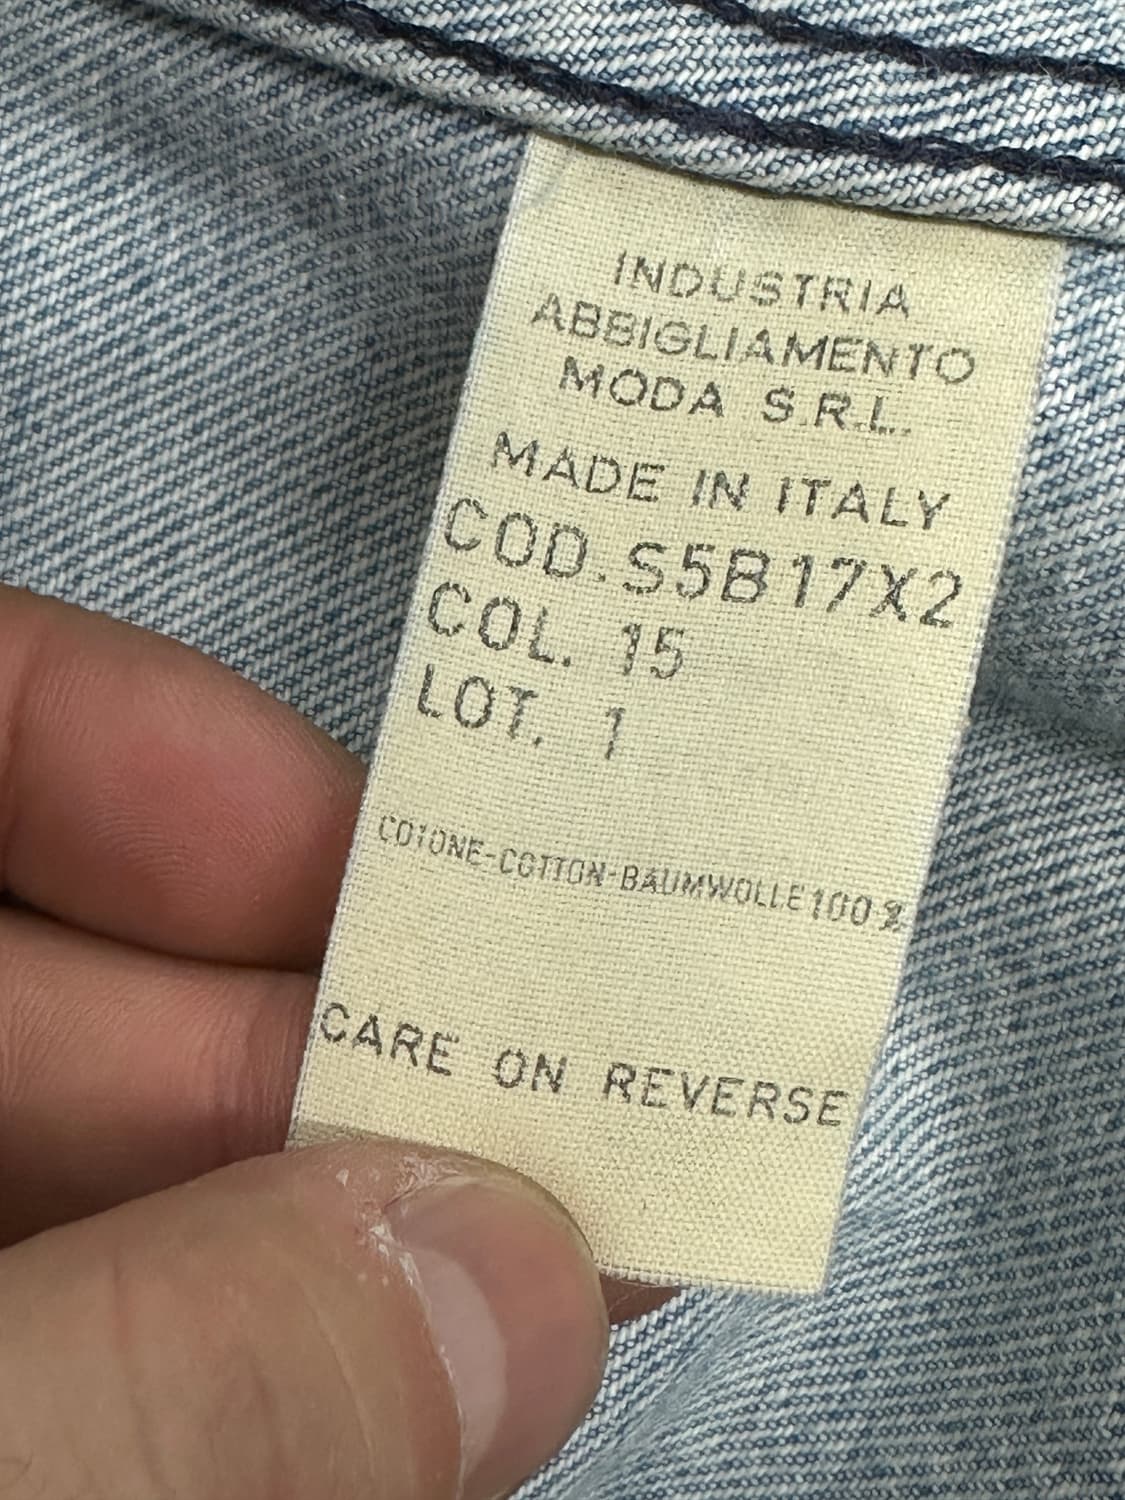 INDUSTRIA
ABBIGLIAMENTO
MODA S.R.L.
MADE IN ITALY
COD. S5B17X2
COL. 15
LOT. 1
COTONE-COTTON-BAUMWOLLE 100%
CARE ON REVERSE